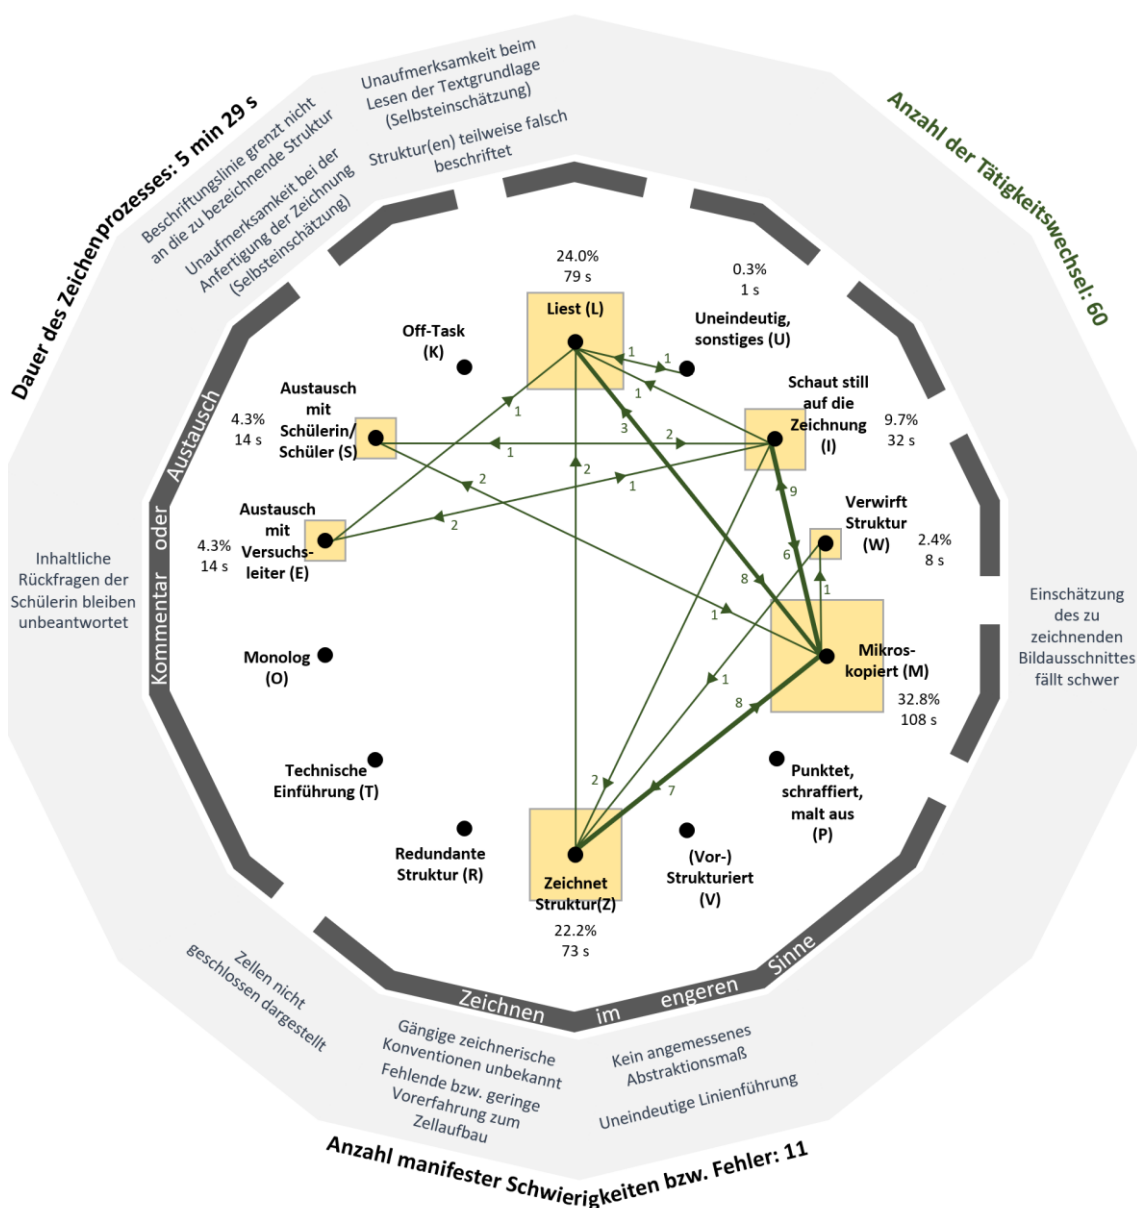 Dauer des Zeichenprozesses: 5 min 29 s
Anzahl der Tätigkeitswechsel: 60
Beschriftungslinie grenzt nicht
an die zu bezeichnende Struktur
Unaufmerksamkeit bei der
Anfertigung der Zeichnung
(Selbsteinschätzung)
Unaufmerksamkeit beim
Lesen der Textgrundlage
(Selbsteinschätzung)
Struktur(en) teilweise falsch
beschriftet
24.0%
79 s
Liest (L)
0.3%
1 s
Uneindeutig,
sonstiges (U)
Off-Task
(K)
Schaut still
auf die
Zeichnung
(I)
9.7%
32 s
Austausch
mit
Schülerin/
Schüler (S)
4.3%
14 s
Verwirft
Struktur
(W)
2.4%
8 s
Austausch
mit
Versuchs-
leiter (E)
4.3%
14 s
Kommentar oder Austausch
Inhaltliche
Rückfragen der
Schülerin bleiben
unbeantwortet
Einschätzung
des zu
zeichnenden
Bildausschnittes
fällt schwer
Monolog
(O)
Mikros-
kopiert (M)
32.8%
108 s
Technische
Einführung (T)
Punktet,
schraffiert,
malt aus
(P)
Redundante
Struktur (R)
Zeichnet
Struktur(Z)
22.2%
73 s
(Vor-)
Strukturiert
(V)
1
1
1
1
3
2
1
2
2
2
1
9
6
8
1
1
1
8
2
7
Zeichnen im engeren Sinne
Zellen nicht
geschlossen dargestellt
Gängige zeichnerische
Konventionen unbekannt
Fehlende bzw. geringe
Vorerfahrung zum
Zellaufbau
Kein angemessenes
Abstraktionsmaß
Uneindeutige Linienführung
Anzahl manifester Schwierigkeiten bzw. Fehler: 11